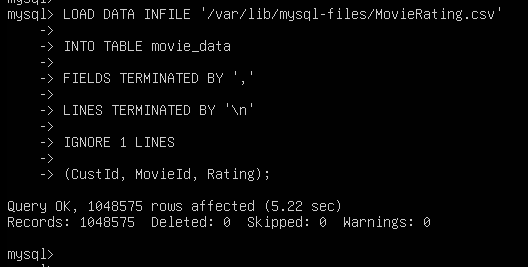 mysql>
mysql> LOAD DATA INFILE '/var/lib/mysql-files/MovieRating.csv'
    ->
    -> INTO TABLE movie_data
    ->
    -> FIELDS TERMINATED BY ','
    ->
    -> LINES TERMINATED BY '\n'
    ->
    -> IGNORE 1 LINES
    ->
    -> (CustId, MovieId, Rating);
Query OK, 1048575 rows affected (5.22 sec)
Records: 1048575  Deleted: 0  Skipped: 0  Warnings: 0
mysql>